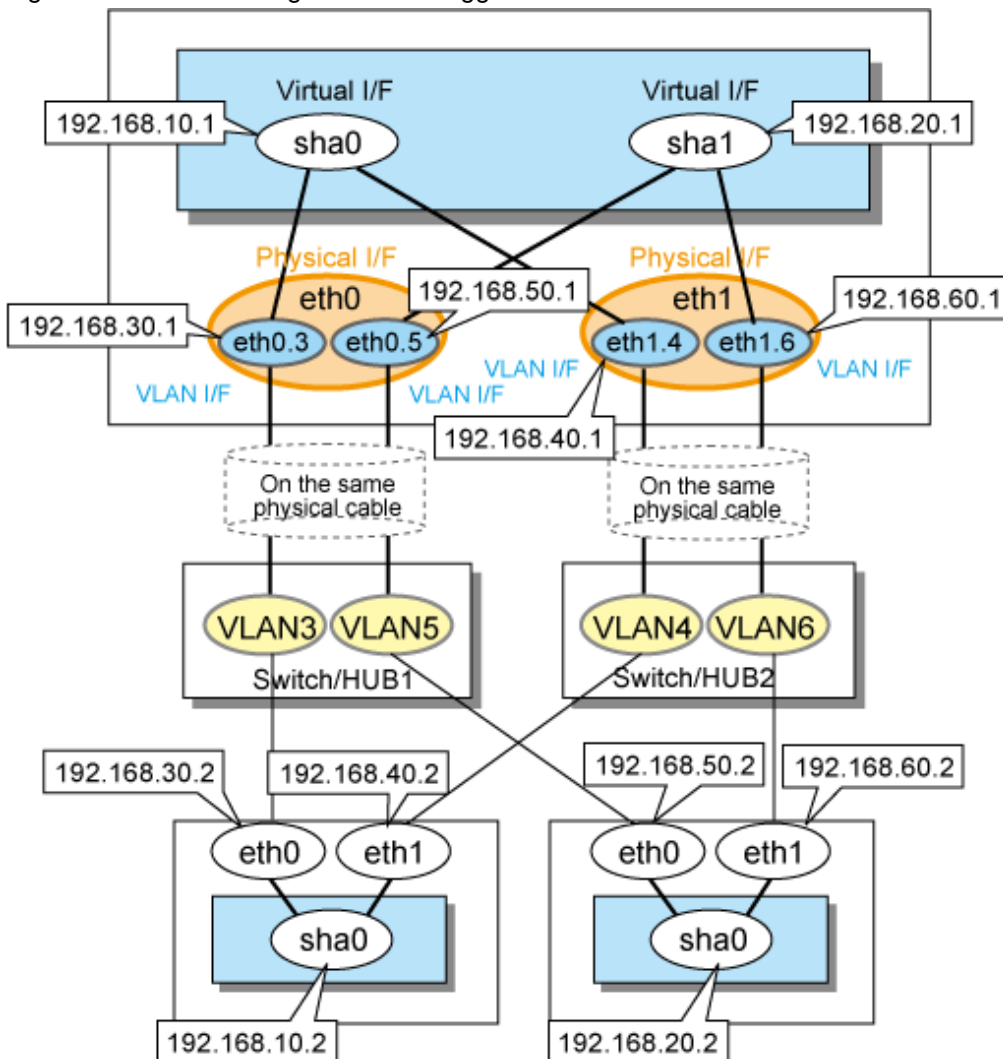 Virtual I/F
Virtual I/F
192.168.10.1
192.168.20.1
sha0
sha1
Physical I/F
Physical I/F
eth0
192.168.50.1
eth1
192.168.60.1
192.168.30.1
eth0.3
eth0.5
eth1.4
eth1.6
VLAN I/F
VLAN I/F
VLAN I/F
VLAN I/F
192.168.40.1
On the same
physical cable
On the same
physical cable
VLAN3
VLAN5
VLAN4
VLAN6
Switch/HUB1
Switch/HUB2
192.168.30.2
192.168.40.2
192.168.50.2
192.168.60.2
eth0
eth1
eth0
eth1
sha0
sha0
192.168.10.2
192.168.20.2